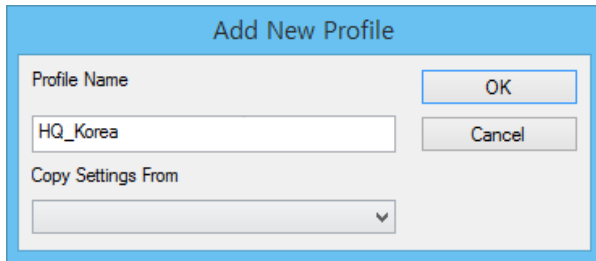 Add New Profile
Profile Name
OK
HQ_Korea
Cancel
Copy Settings From